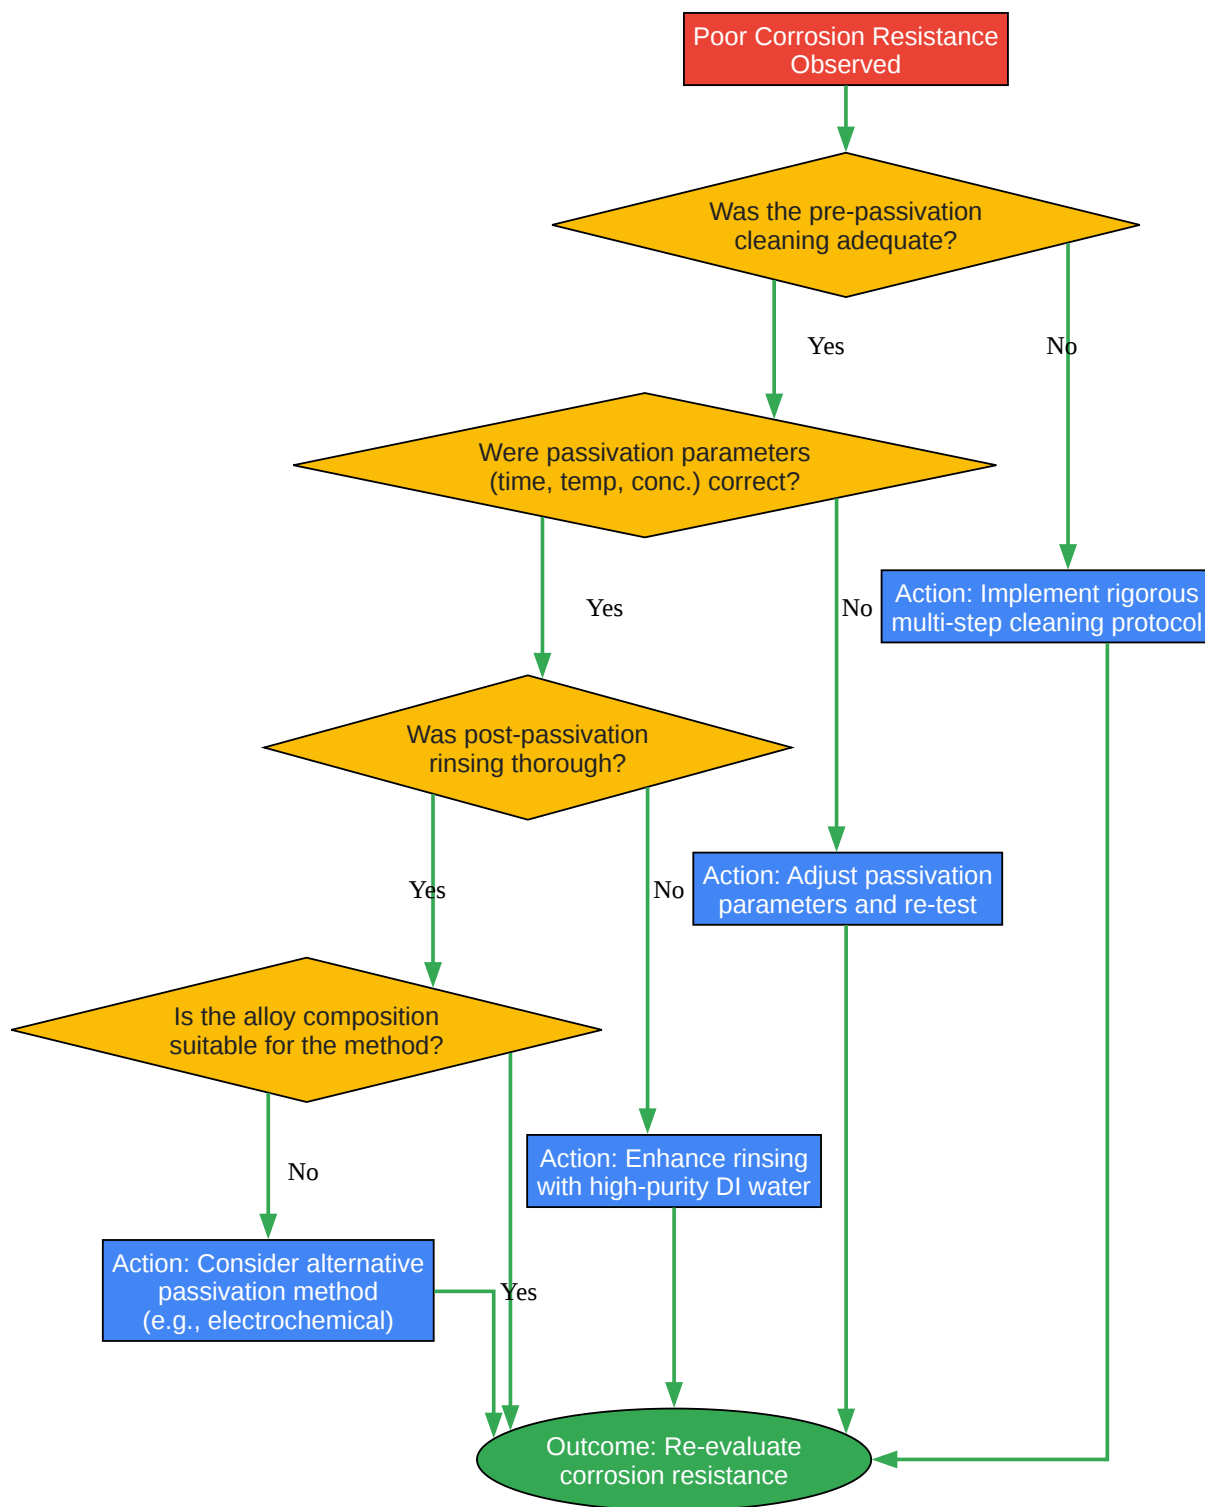 Poor Corrosion Resistance
Observed
Was the pre-passivation
cleaning adequate?
Yes
No
Were passivation parameters
(time, temp, conc.) correct?
Yes
No
Action: Implement rigorous
multi-step cleaning protocol
Was post-passivation
rinsing thorough?
Yes
No
Action: Adjust passivation
parameters and re-test
Is the alloy composition
suitable for the method?
No
Action: Enhance rinsing
with high-purity DI water
Action: Consider alternative
passivation method
(e.g., electrochemical)
Yes
Outcome: Re-evaluate
corrosion resistance